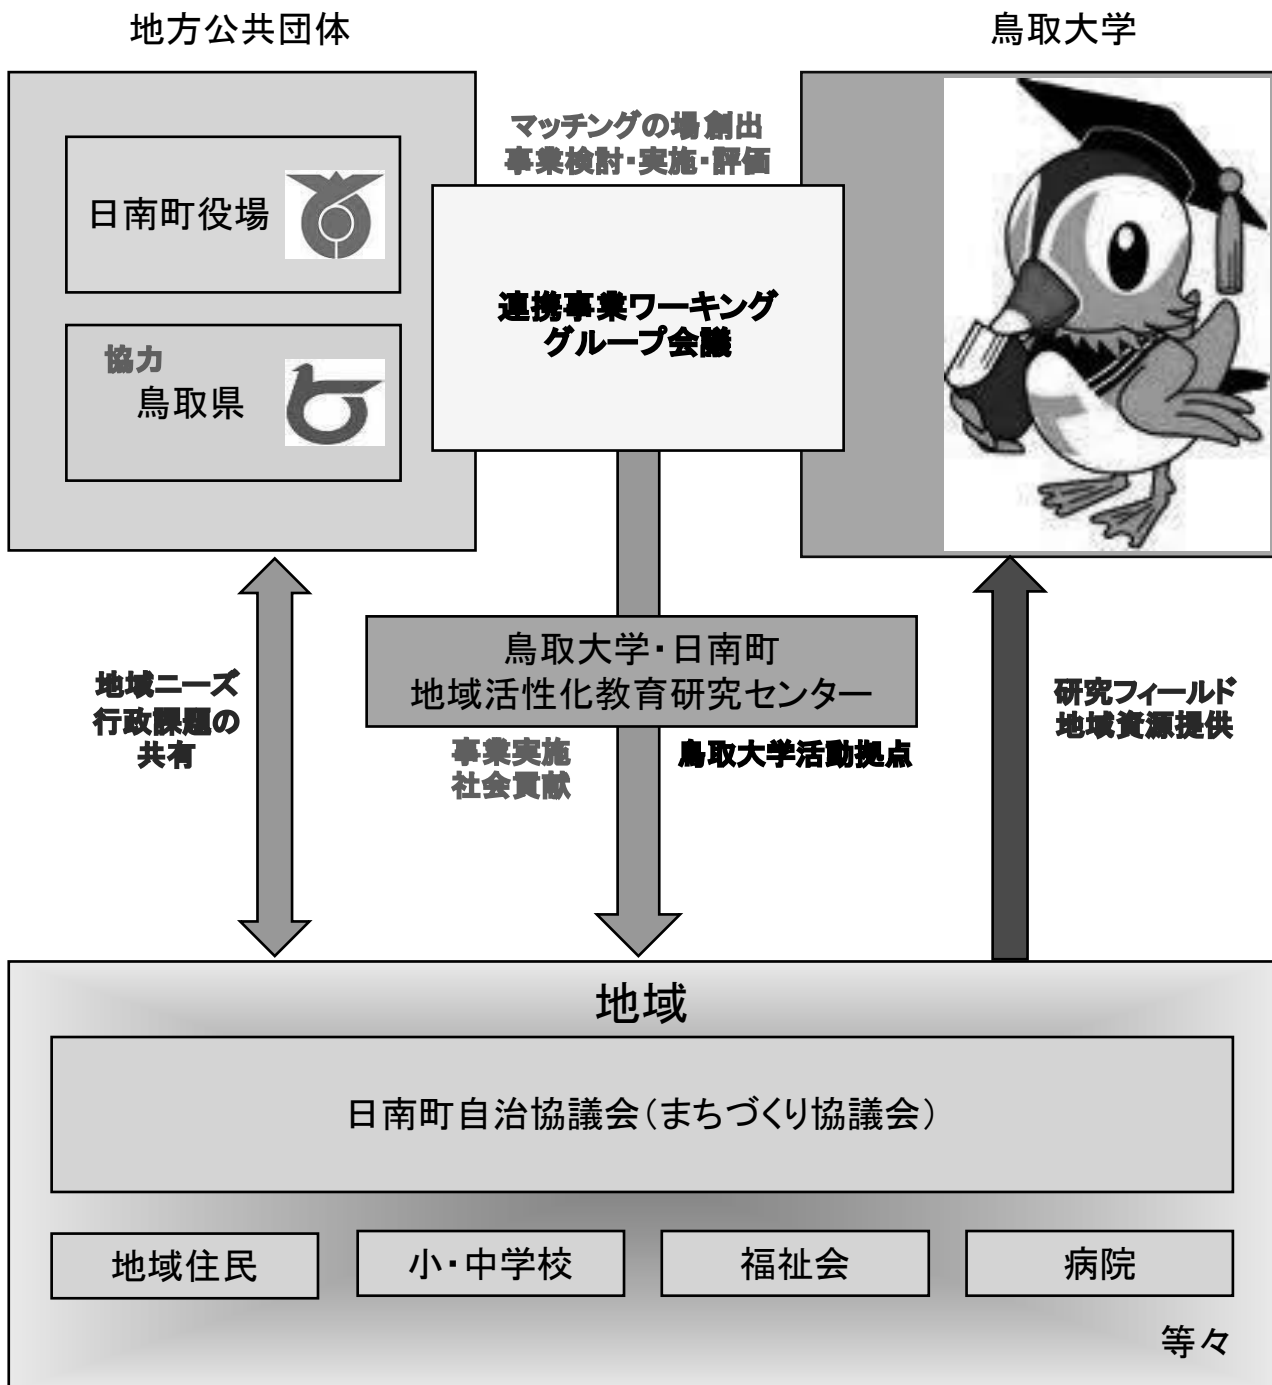 地方公共団体
鳥取大学
マッチングの場創出
事業検討・実施・評価
日南町役場
連携事業ワーキング
グループ会議
協力
鳥取県
鳥取大学・日南町
地域活性化教育研究センター
地域ニーズ
行政課題の
共有
事業実施
社会貢献
鳥取大学活動拠点
研究フィールド
地域資源提供
地域
日南町自治協議会（まちづくり協議会）
地域住民
小・中学校
福祉会
病院
等々